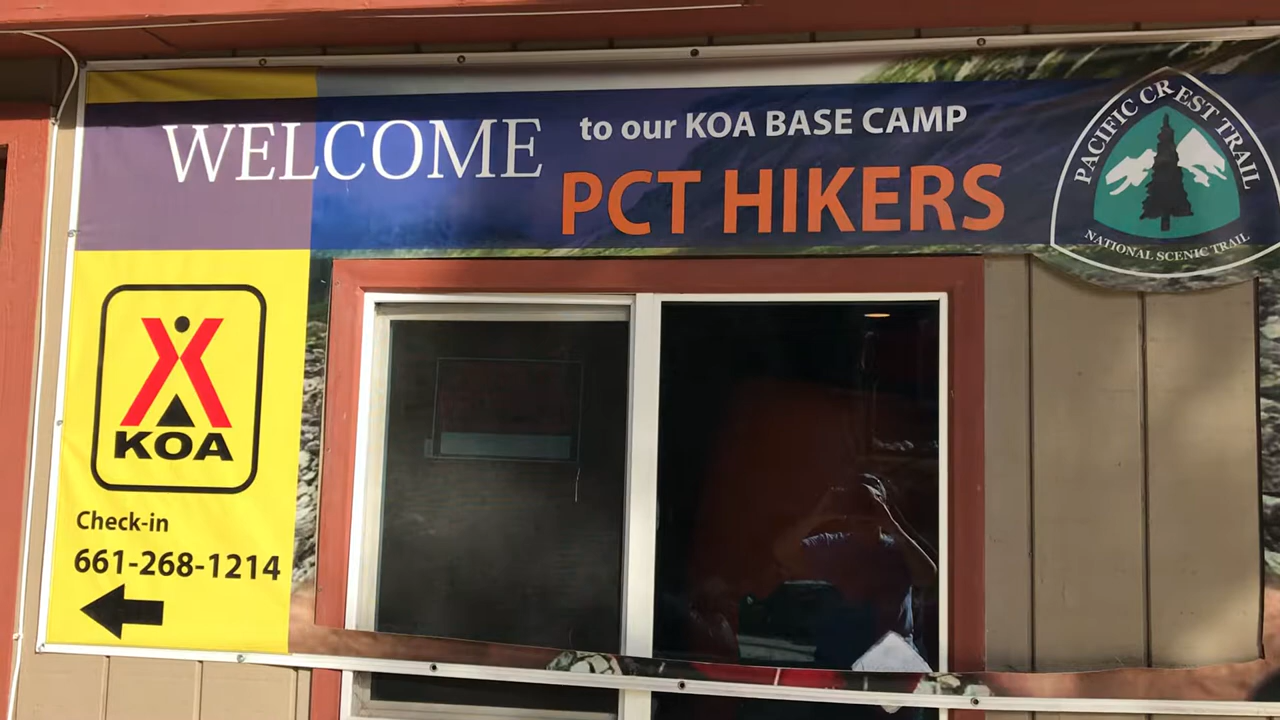 WELCOME to our KOA BASE CAMP
PCT HIKERS
PACIFIC CREST TRAIL
NATIONAL SCENIC TRAIL
KOA
Check-in
661-268-1214